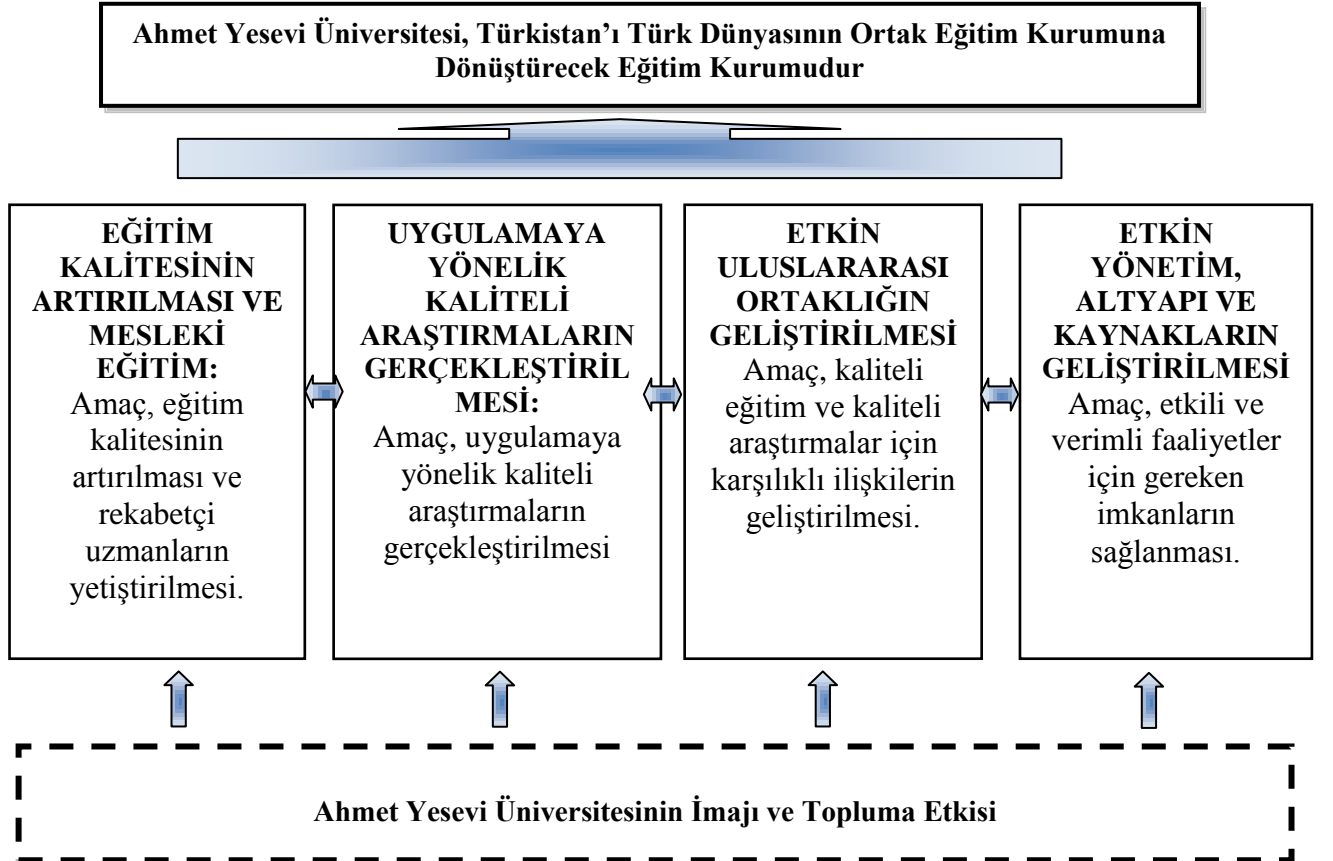 Ahmet Yesevi Üniversitesi, Türkistan’ı Türk Dünyasının Ortak Eğitim Kurumuna
Dönüştürecek Eğitim Kurumudur
EĞİTİM
KALİTESİNİN
ARTIRILMASI VE
MESLEKİ
EĞİTİM:
Amaç, eğitim
kalitesinin
artırılması ve
rekabetçi
uzmanların
yetiştirilmesi.
UYGULAMAYA
YÖNELİK
KALİTELİ
ARAŞTIRMALARIN
GERÇEKLEŞTİRİL
MESİ:
Amaç, uygulamaya
yönelik kaliteli
araştırmaların
gerçekleştirilmesi
ETKİN
ULUSLARARASI
ORTAKLIĞIN
GELİŞTİRİLMESİ
Amaç, kaliteli
eğitim ve kaliteli
araştırmalar için
karşılıklı ilişkilerin
geliştirilmesi.
ETKİN
YÖNETİM,
ALTYAPI VE
KAYNAKLARIN
GELİŞTİRİLMESİ
Amaç, etkili ve
verimli faaliyetler
için gereken
imkanların
sağlanması.
Ahmet Yesevi Üniversitesinin İmajı ve Topluma Etkisi